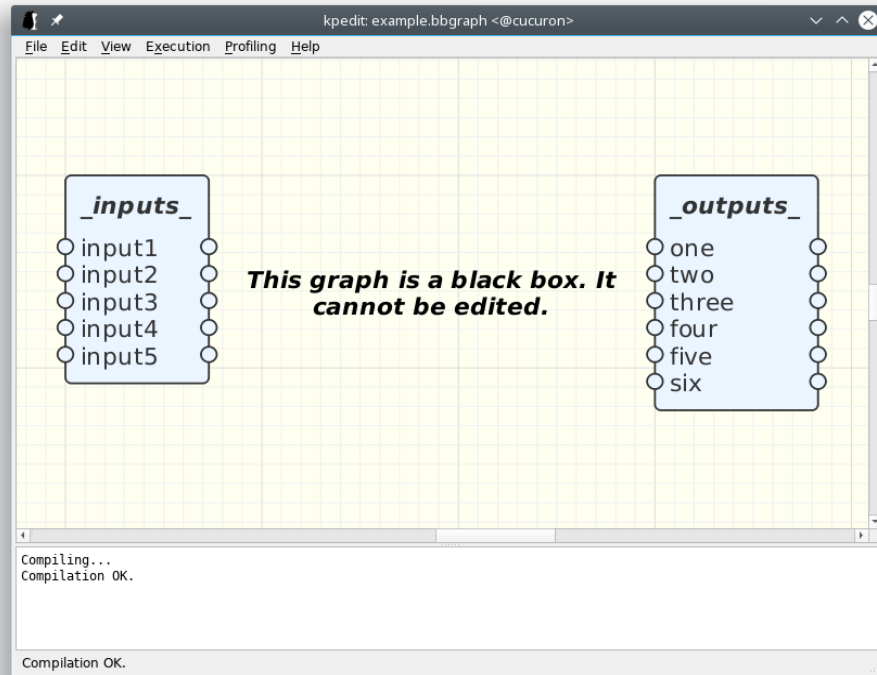 kpedit: example.bbgraph <@cucuron>
File Edit View Execution Profiling Help
_inputs_
input1
input2
input3
input4
input5
This graph is a black box. It
cannot be edited.
_outputs_
one
two
three
four
five
six
Compiling...
Compilation OK.
Compilation OK.